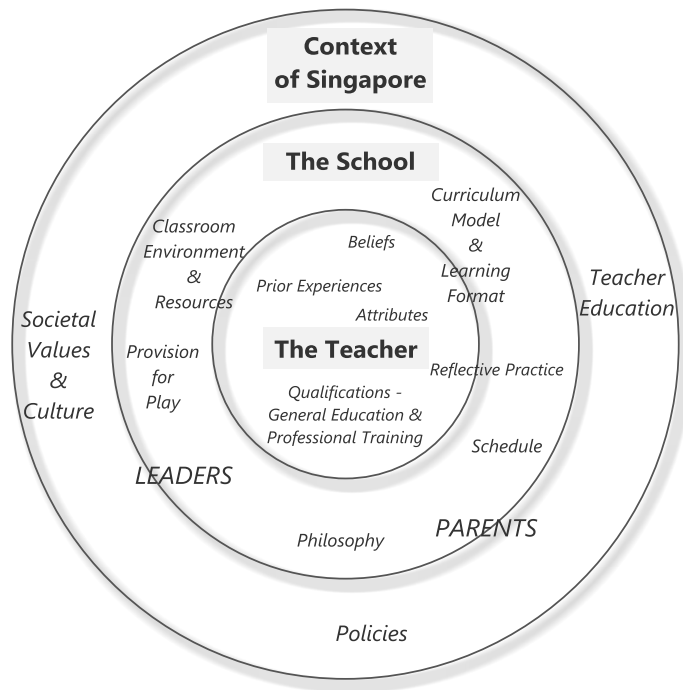 Context
of Singapore
The School
Curriculum
Model
&
Learning
Format
Classroom
Environment
&
Resources
Beliefs
Prior Experiences
Attributes
Teacher
Education
Societal
Values
&
Culture
Provision
for
Play
The Teacher
Reflective Practice
Qualifications -
General Education &
Professional Training
Schedule
LEADERS
PARENTS
Philosophy
Policies